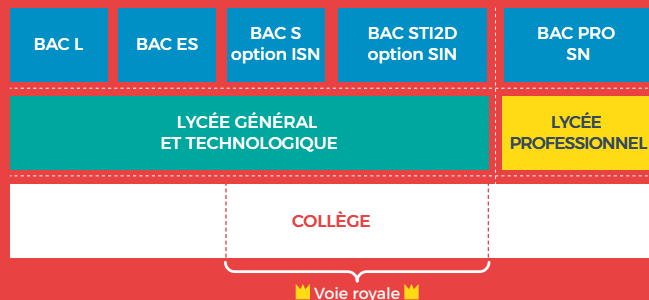 BAC L
BAC ES
BAC S
option ISN
BAC STI2D
option SIN
BAC PRO
SN
LYCÉE GÉNÉRAL
ET TECHNOLOGIQUE
LYCÉE
PROFESSIONNEL
COLLÈGE
Voie royale